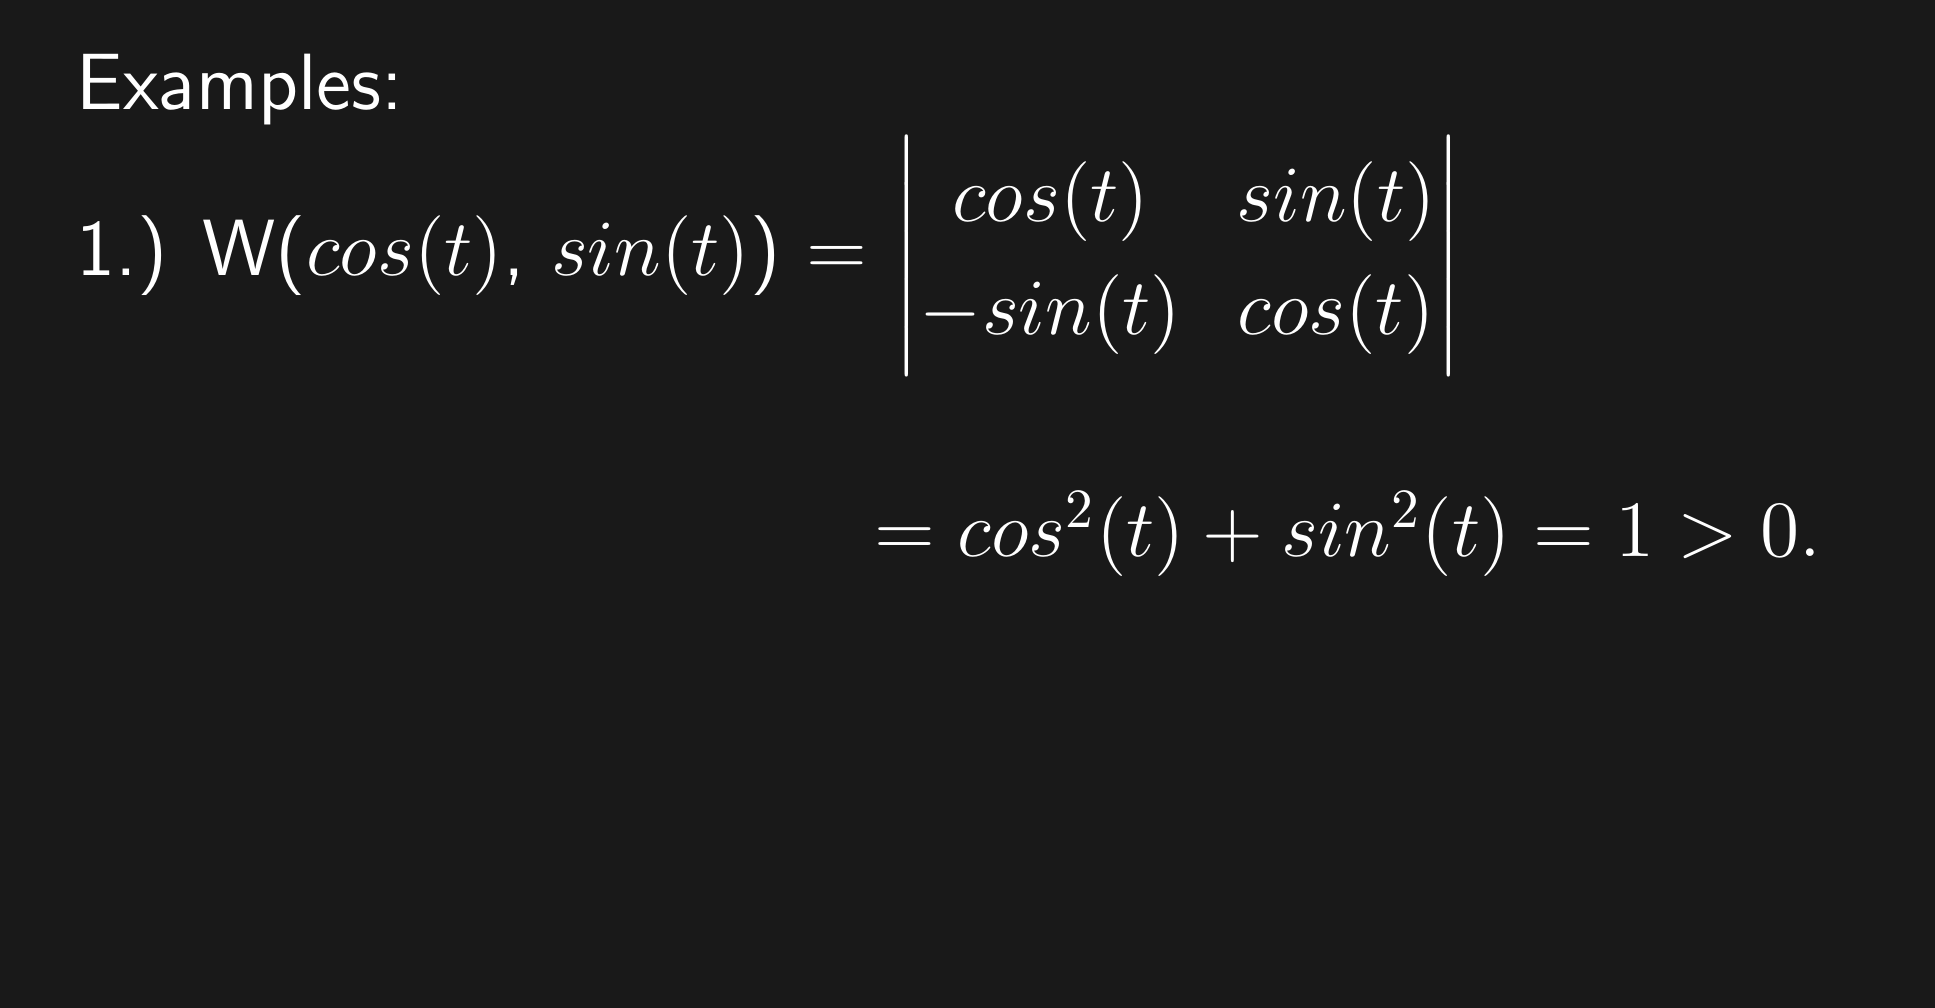 Examples:
1.) W(cos(t), sin(t)) = | cos(t) sin(t) |
| −sin(t) cos(t) |
= cos²(t) + sin²(t) = 1 > 0.